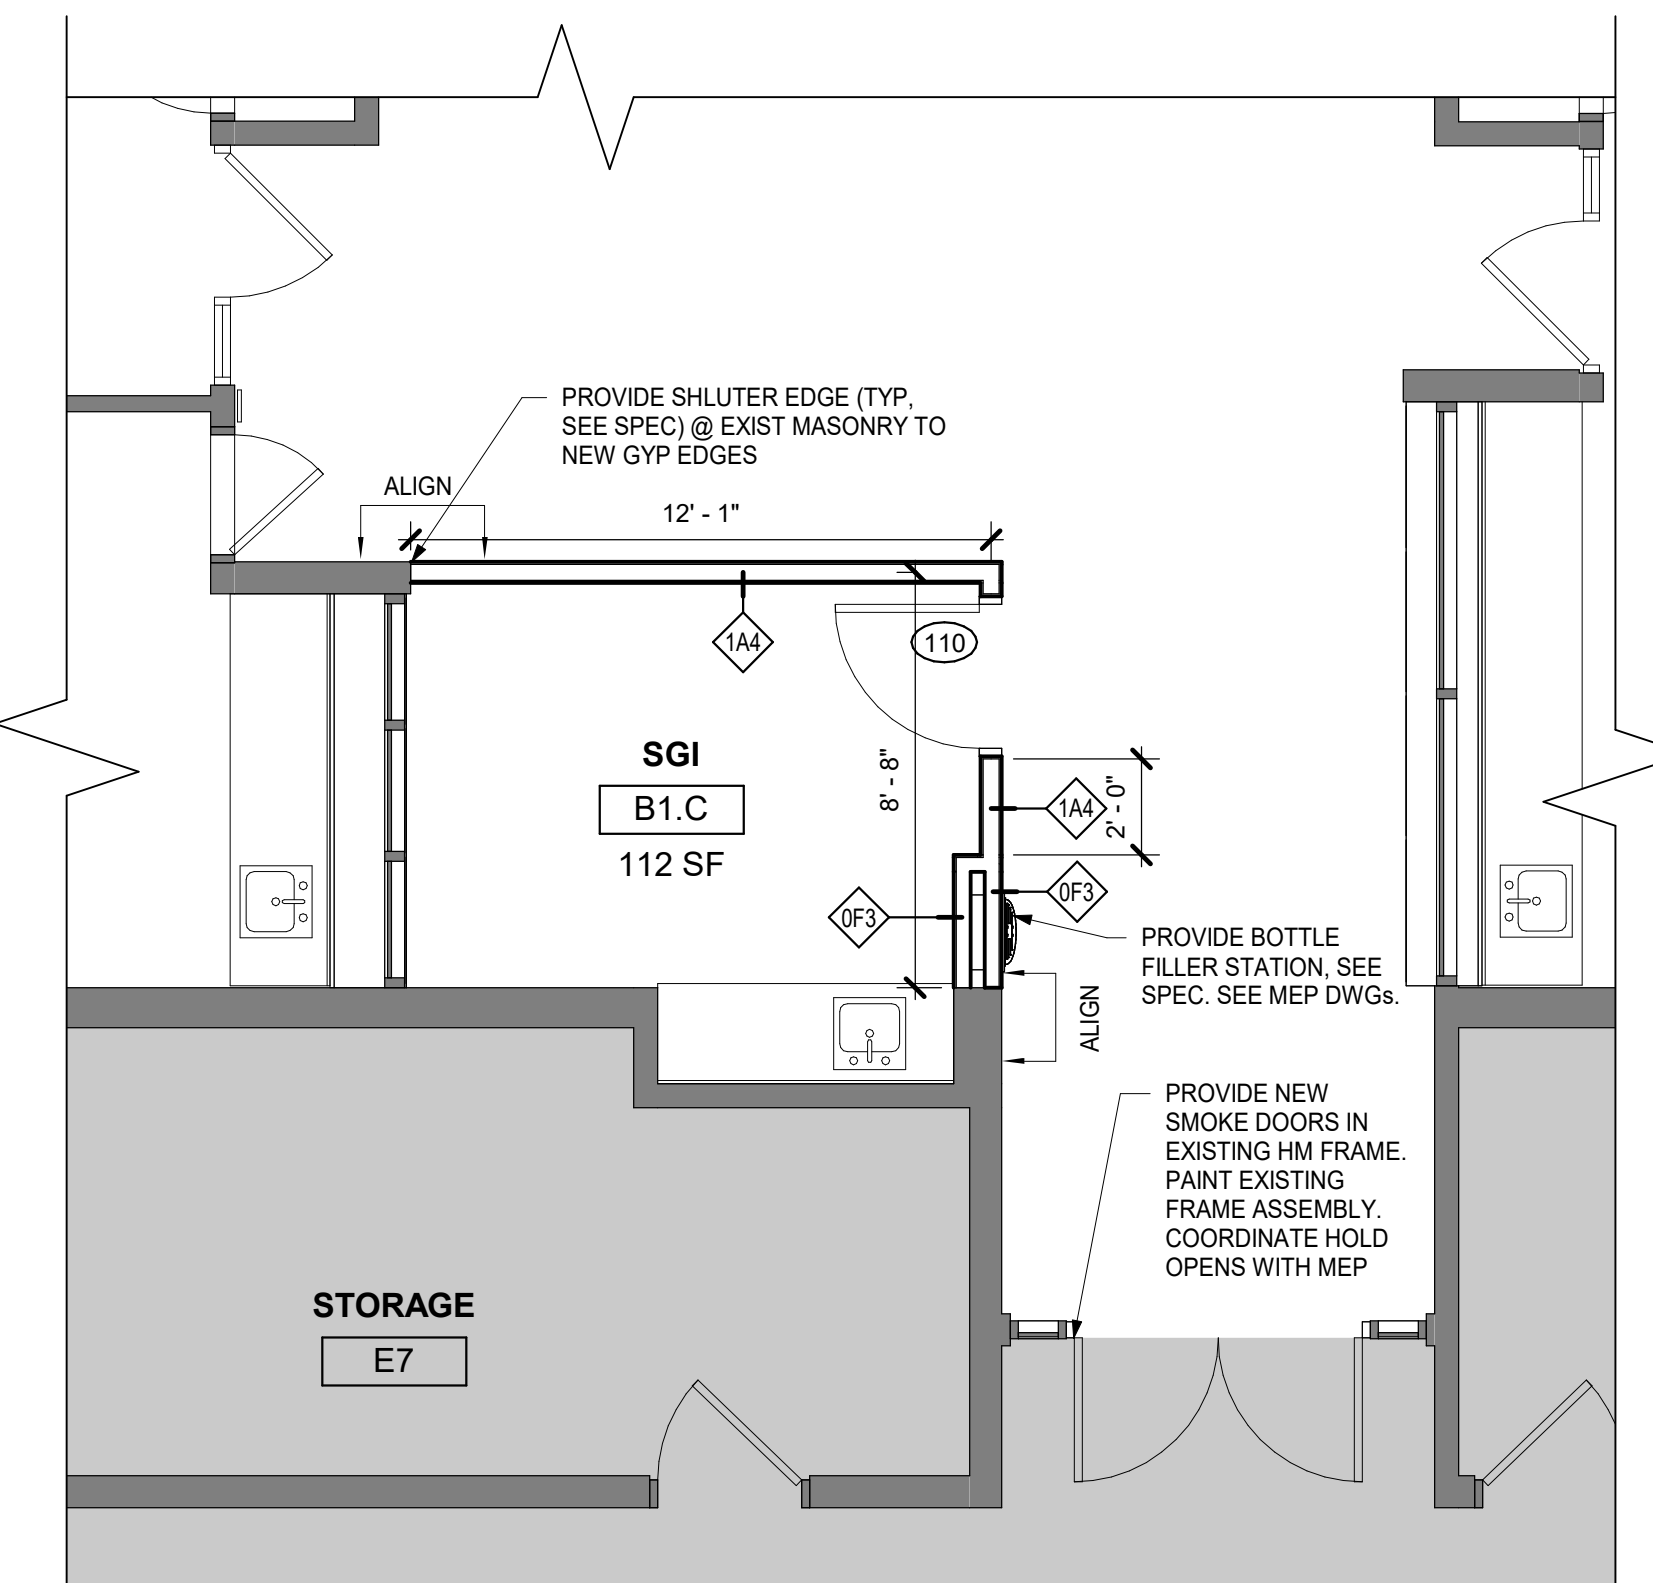 PROVIDE SHLUTER EDGE (TYP,
SEE SPEC) @ EXIST MASONRY TO
NEW GYP EDGES
ALIGN
12' - 1"
1A4
110
SGI
B1.C
112 SF
8' - 8"
1A4
2' - 0"
0F3
0F3
PROVIDE BOTTLE
FILLER STATION, SEE
SPEC. SEE MEP DWGs.
ALIGN
PROVIDE NEW
SMOKE DOORS IN
EXISTING HM FRAME.
PAINT EXISTING
FRAME ASSEMBLY.
COORDINATE HOLD
OPENS WITH MEP
STORAGE
E7